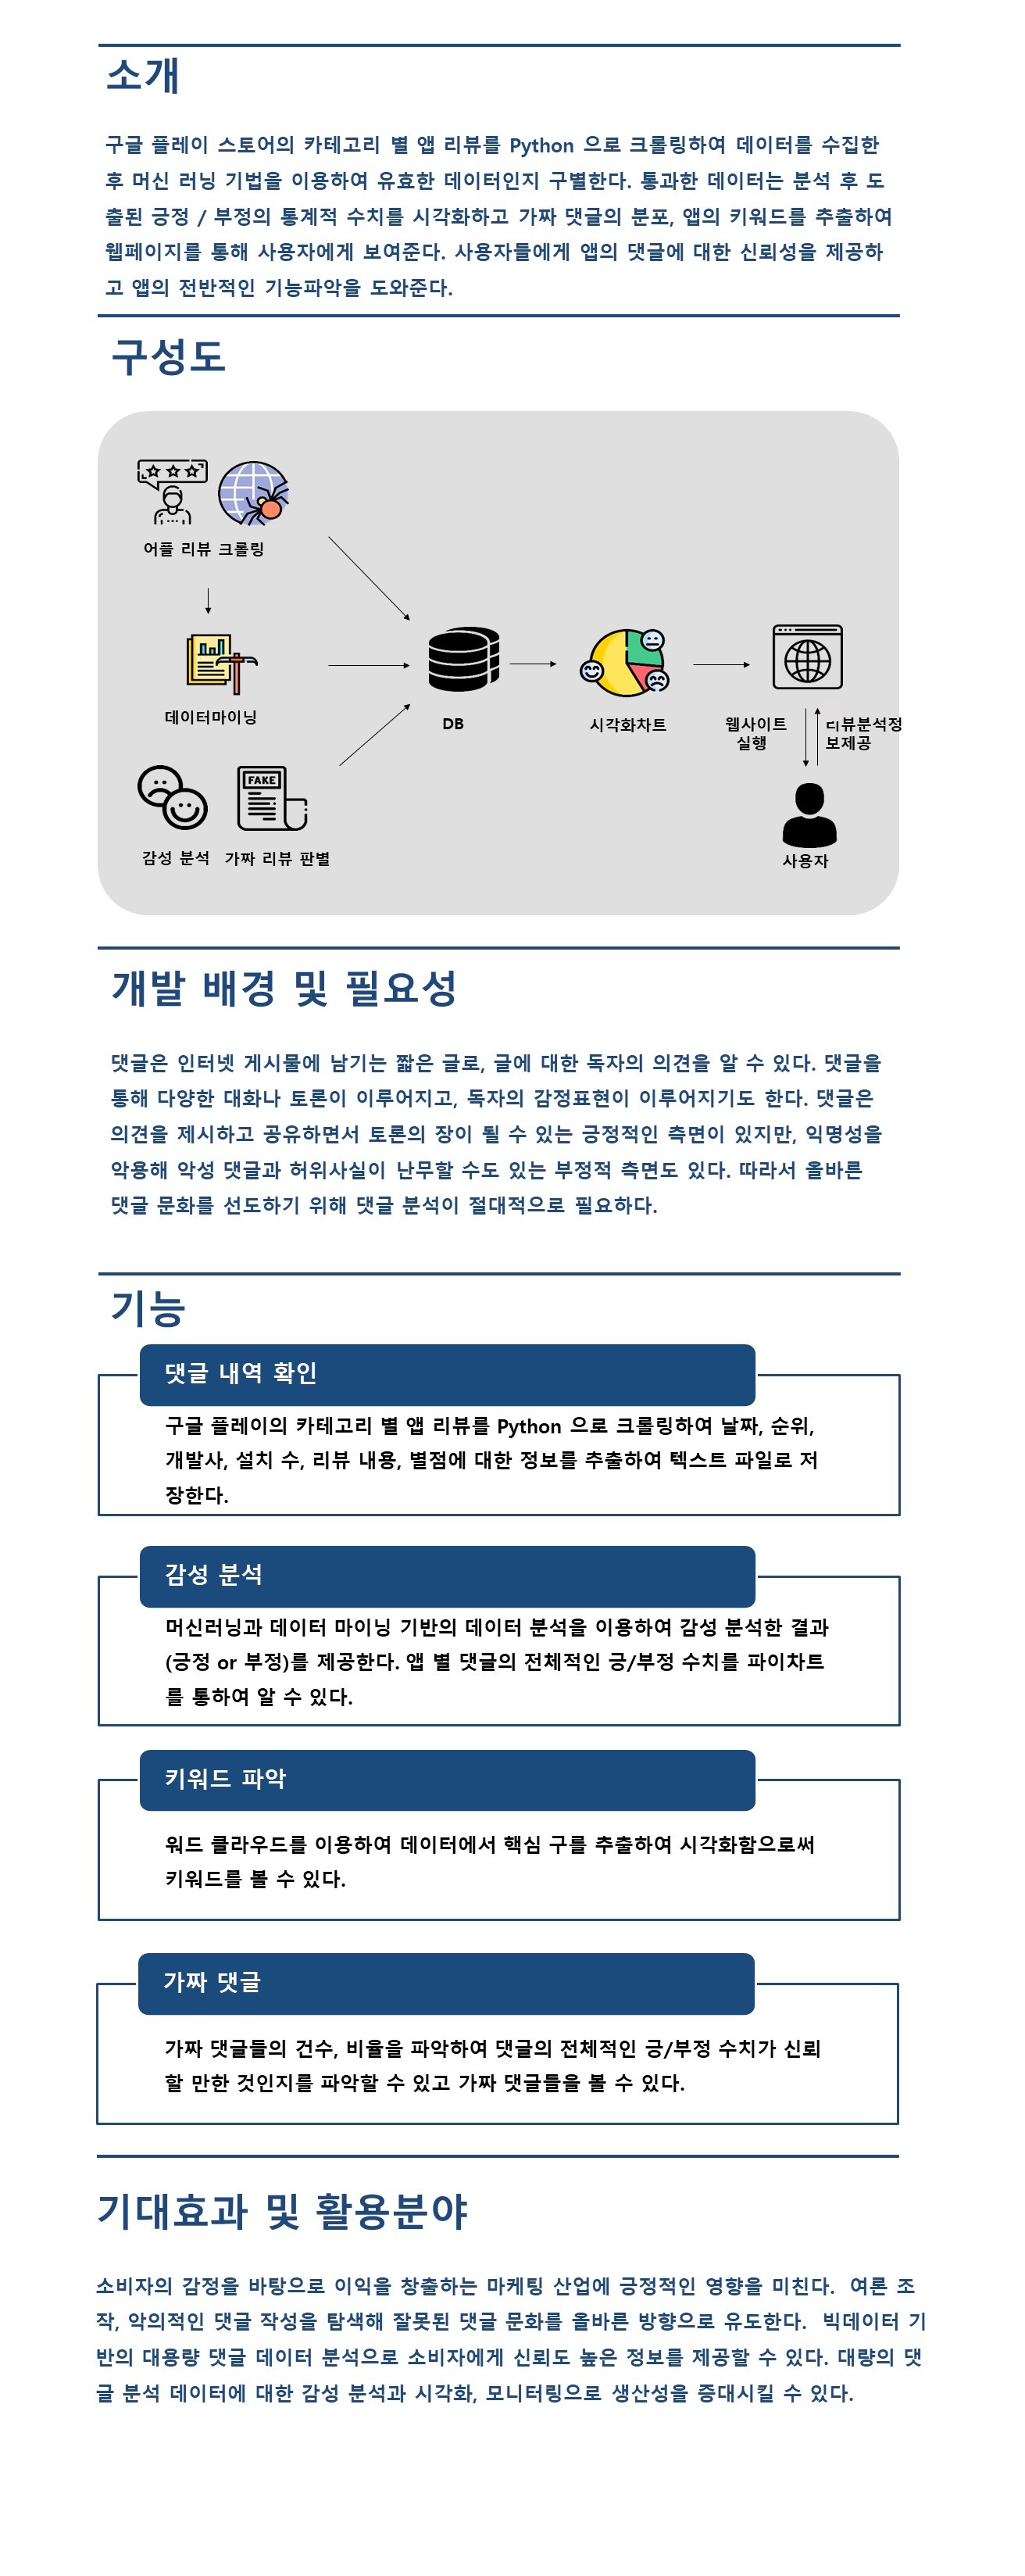 소개
구글 플레이 스토어의 카테고리 별 앱 리뷰를 Python 으로 크롤링하여 데이터를 수집한
후 머신 러닝 기법을 이용하여 유효한 데이터인지 구별한다. 통과한 데이터는 분석 후 도
출된 긍정 / 부정의 통계적 수치를 시각화하고 가짜 댓글의 분포, 앱의 키워드를 추출하여
웹페이지를 통해 사용자에게 보여준다. 사용자들에게 앱의 댓글에 대한 신뢰성을 제공하
고 앱의 전반적인 기능파악을 도와준다.
구성도
어플 리뷰 크롤링
데이터마이닝
DB
시각화차트
웹사이트
실행
리뷰분석정
보제공
FAKE
감성 분석
가짜 리뷰 판별
사용자
개발 배경 및 필요성
댓글은 인터넷 게시물에 남기는 짧은 글로, 글에 대한 독자의 의견을 알 수 있다. 댓글을
통해 다양한 대화나 토론이 이루어지고, 독자의 감정표현이 이루어지기도 한다. 댓글은
의견을 제시하고 공유하면서 토론의 장이 될 수 있는 긍정적인 측면이 있지만, 익명성을
악용해 악성 댓글과 허위사실이 난무할 수도 있는 부정적 측면도 있다. 따라서 올바른
댓글 문화를 선도하기 위해 댓글 분석이 절대적으로 필요하다.
기능
댓글 내역 확인
구글 플레이의 카테고리 별 앱 리뷰를 Python 으로 크롤링하여 날짜, 순위,
개발사, 설치 수, 리뷰 내용, 별점에 대한 정보를 추출하여 텍스트 파일로 저
장한다.
감성 분석
머신러닝과 데이터 마이닝 기반의 데이터 분석을 이용하여 감성 분석한 결과
(긍정 or 부정)를 제공한다. 앱 별 댓글의 전체적인 긍/부정 수치를 파이차트
를 통하여 알 수 있다.
키워드 파악
워드 클라우드를 이용하여 데이터에서 핵심 구를 추출하여 시각화함으로써
키워드를 볼 수 있다.
가짜 댓글
가짜 댓글들의 건수, 비율을 파악하여 댓글의 전체적인 긍/부정 수치가 신뢰
할 만한 것인지를 파악할 수 있고 가짜 댓글들을 볼 수 있다.
기대효과 및 활용분야
소비자의 감정을 바탕으로 이익을 창출하는 마케팅 산업에 긍정적인 영향을 미친다. 여론 조
작, 악의적인 댓글 작성을 탐색해 잘못된 댓글 문화를 올바른 방향으로 유도한다. 빅데이터 기
반의 대용량 댓글 데이터 분석으로 소비자에게 신뢰도 높은 정보를 제공할 수 있다. 대량의 댓
글 분석 데이터에 대한 감성 분석과 시각화, 모니터링으로 생산성을 증대시킬 수 있다.